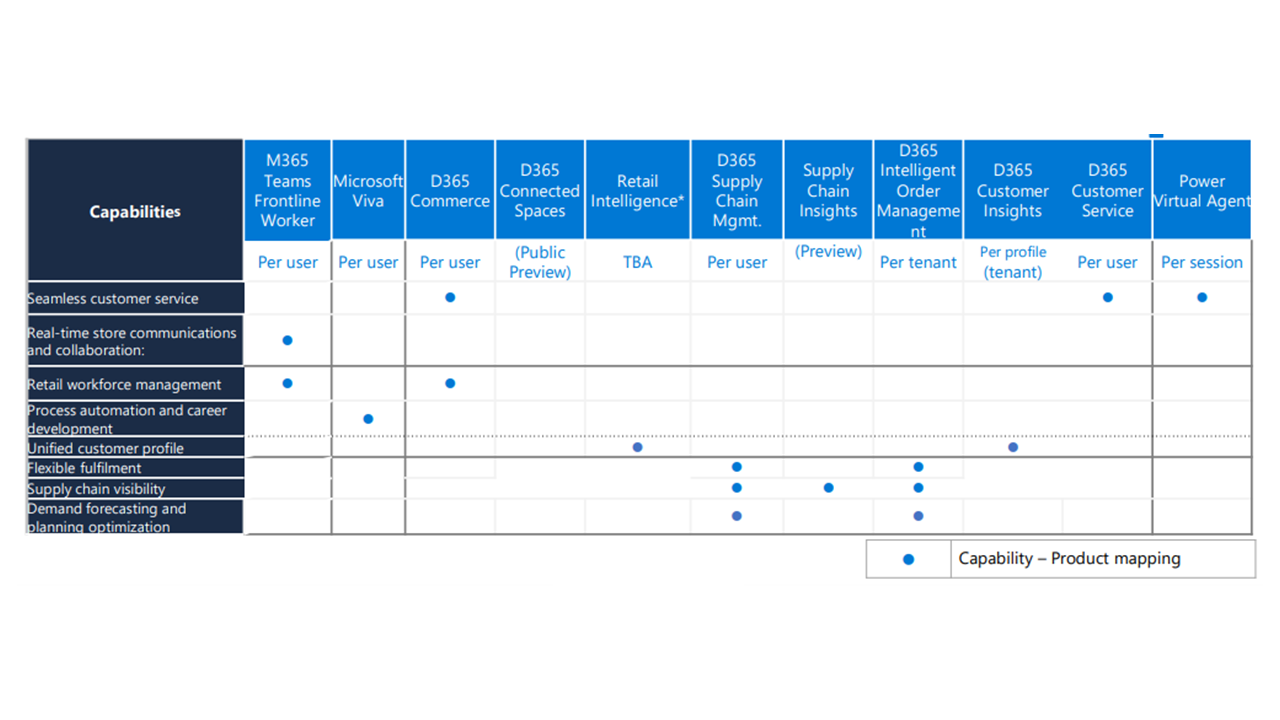 Capabilities
M365
Teams
Frontline
Worker
Microsoft
Viva
D365
Commerce
D365
Connected
Spaces
Retail
Intelligence*
D365
Supply
Chain
Mgmt.
Supply
Chain
Insights
D365
Intelligent
Order
Manageme
nt
D365
Customer
Insights
D365
Customer
Service
Power
Virtual Agent
Per user
Per user
Per user
(Public
Preview)
TBA
Per user
(Preview)
Per tenant
Per profile
(tenant)
Per user
Per session
Seamless customer service
Real-time store communications
and collaboration:
Retail workforce management
Process automation and career
development
Unified customer profile
Flexible fulfilment
Supply chain visibility
Demand forecasting and
planning optimization
Capability – Product mapping